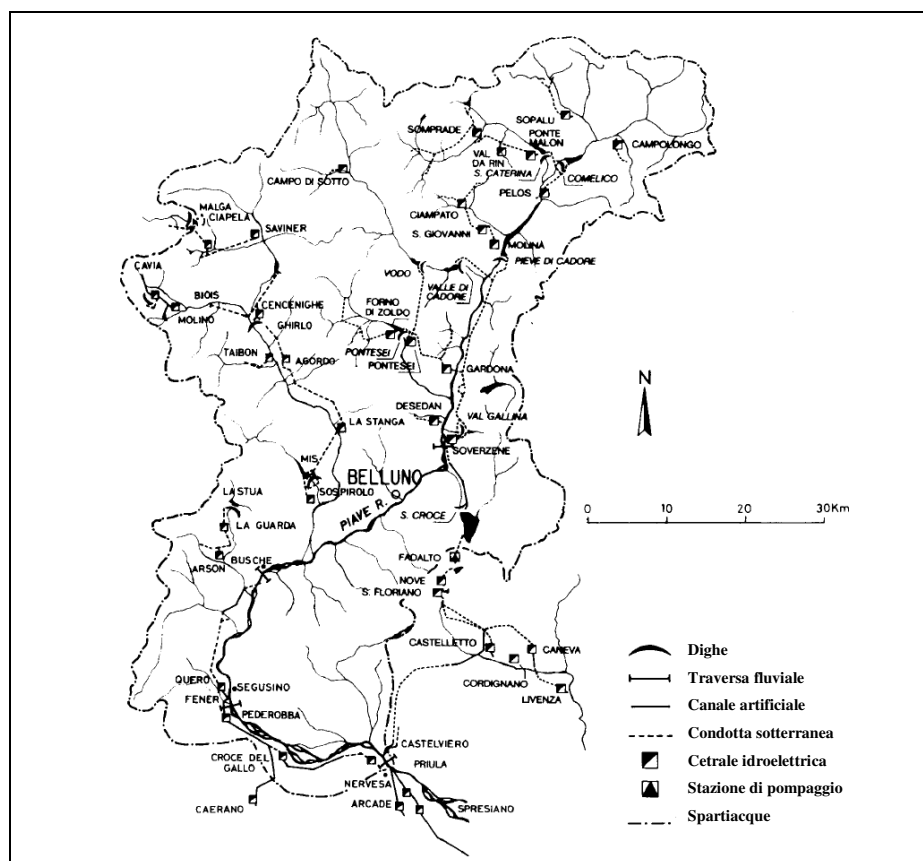 SOPALU
SOMPRADE
PONTE
MALON
VAL
DA RIN
S. CATERINA
CAMPOLONGO
COMELICO
CAMPO DI SOTTO
PELOS
CIAMPATO
S. GIOVANNI
MALGA
CIAPELA
SAVINER
MOLINA
PIEVE DI CADORE
CAVIA
VODO
VALLE DI
CADORE
BIOIS
MOLINO
CENCENIGHE
GHIRLO
FORNO
DI ZOLDO
TAIBON
AGORDO
PONTESEI
PONTESEI
GARDONA
N
DESEDAN
VAL GALLINA
LA STANGA
SOVERZENE
MIS
BELLUNO
SOSPIROLO
PIAVE R.
LA STUA
S. CROCE
0 10 20 30 Km
LA GUARDA
FADALTO
ARSON
BUSCHE
NOVE
S. FLORIANO
CASTELLETTO
CANEVA
CORDIGNANO
LIVENZA
QUERO
SEGUSINO
FENER
PEDEROBBA
CASTELVIERO
CROCE DEL
GALLO
PRIULA
NERVESA
CAERANO
ARCADE
SPRESIANO
Dighe
Traversa fluviale
Canale artificiale
Condotta sotterranea
Cetrale idroelettrica
Stazione di pompaggio
Spartiacque